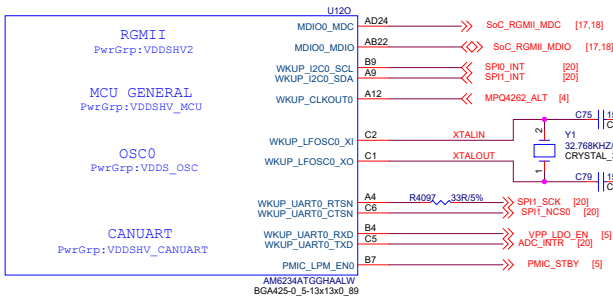 U12O
RGMII
PwrGrp:VDDSHV2
MDIO0_MDC AD24 SoC_RGMII_MDC [17,18]
MDIO0_MDIO AB22 SoC_RGMII_MDIO [17,18]
WKUP_I2C0_SCL B9 SPI0_INT [20]
WKUP_I2C0_SDA A9 SPI1_INT [20]
MCU GENERAL
PwrGrp:VDDSHV_MCU
WKUP_CLKOUT0 A12 MPQ4262_ALT [4]
C75
WKUP_LFOSC0_XI C2 XTALIN
2 Y1
32.768KHZ/
CRYSTAL_
OSC0
PwrGrp:VDDS_OSC
WKUP_LFOSC0_XO C1 XTALOUT
1
C79
WKUP_UART0_RTSN A4 R4097 33R/5% SPI1_SCK [20]
WKUP_UART0_CTSN C6 SPI1_NCS0 [20]
CANUART
PwrGrp:VDDSHV_CANUART
WKUP_UART0_RXD B4 VPP_LDO_EN [5]
WKUP_UART0_TXD C5 ADC_INTR [20]
PMIC_LPM_EN0 B7 PMIC_STBY [5]
AM6234ATGGHAALW
BGA425-0_5-13x13x0_89